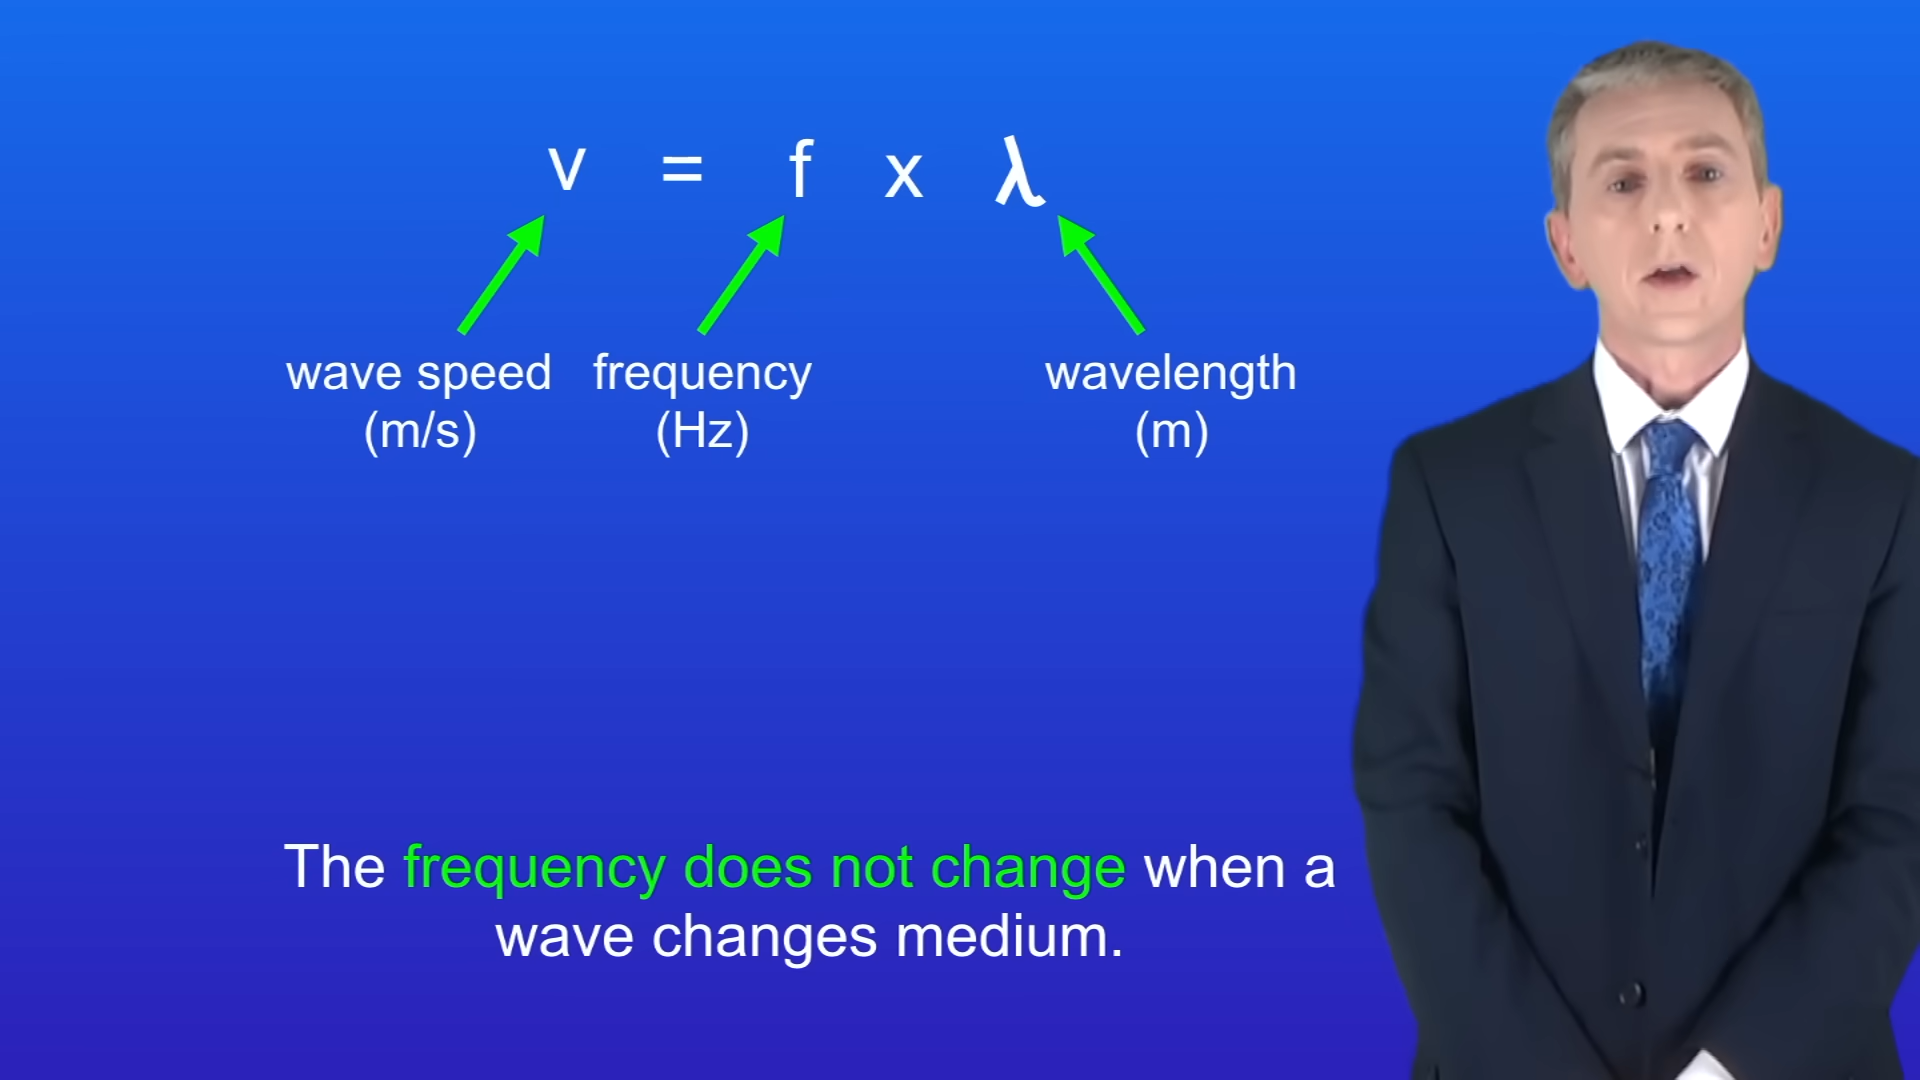 v = f x λ
wave speed frequency wavelength
(m/s) (Hz) (m)
The frequency does not change when a
wave changes medium.